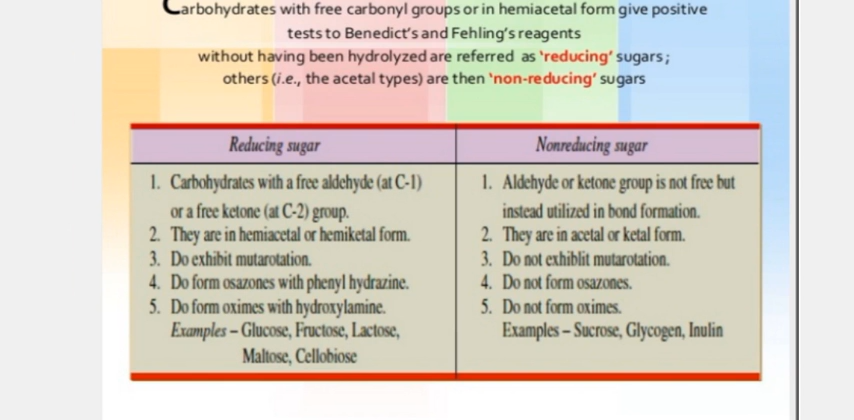 Carbohydrates with free carbonyl groups or in hemiacetal form give positive
tests to Benedict's and Fehling's reagents
without having been hydrolyzed are referred as 'reducing' sugars;
others (i.e., the acetal types) are then 'non-reducing' sugars
Reducing sugar
1. Carbohydrates with a free aldehyde (at C-1)
or a free ketone (at C-2) group.
2. They are in hemiacetal or hemiketal form.
3. Do exhibit mutarotation.
4. Do form osazones with phenyl hydrazine.
5. Do form oximes with hydroxylamine.
Examples – Glucose, Fructose, Lactose,
Maltose, Cellobiose
Nonreducing sugar
1. Aldehyde or ketone group is not free but
instead utilized in bond formation.
2. They are in acetal or ketal form.
3. Do not exhiblit mutarotation.
4. Do not form osazones.
5. Do not form oximes.
Examples – Sucrose, Glycogen, Inulin